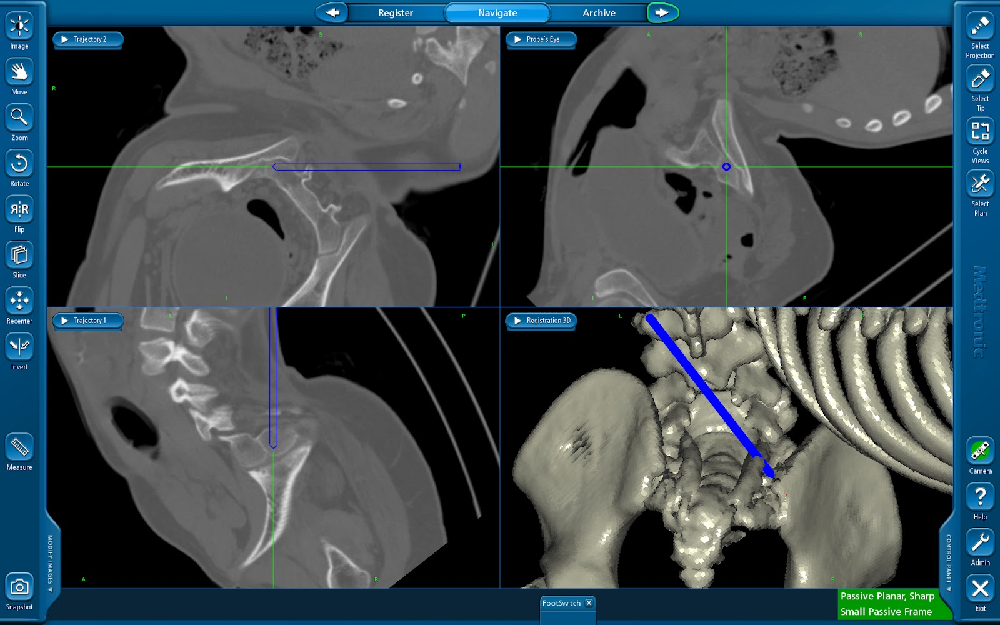 Register
Navigate
Archive
Image
Move
Zoom
Rotate
Flip
Slice
Recenter
Invert
Measure
Snapshot
MODIFY IMAGES
Trajectory 2
S
R
L
I
Probe's Eye
A
S
I
P
Trajectory 1
L
P
A
R
Registration 3D
L
S
I
R
Select
Projection
Select
Tip
Cycle
Views
Select
Plan
Medtronic
Camera
Help
Admin
Exit
CONTROL PANEL
FootSwitch
Passive Planar, Sharp
Small Passive Frame